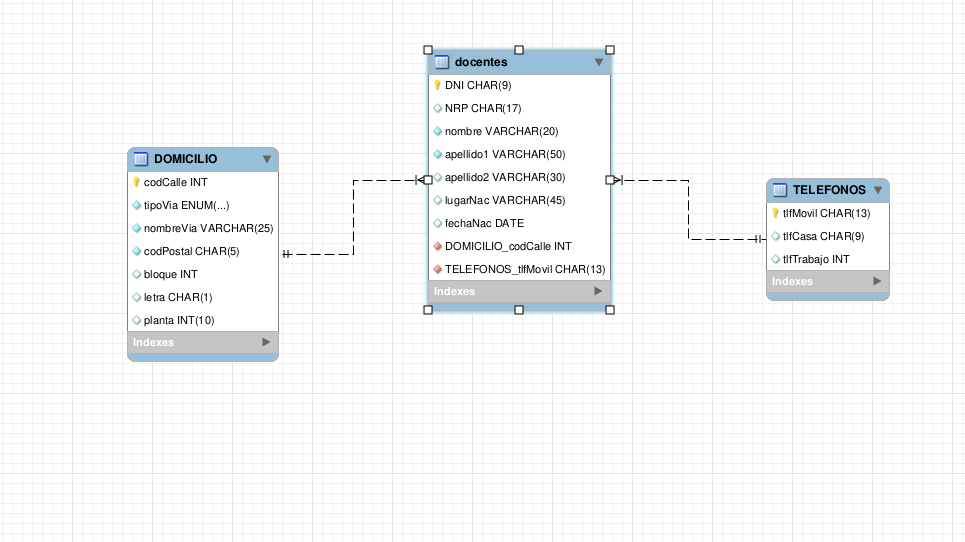 DOMICILIO
codCalle INT
tipoVia ENUM(...)
nombreVia VARCHAR(25)
codPostal CHAR(5)
bloque INT
letra CHAR(1)
planta INT(10)
Indexes
docentes
DNI CHAR(9)
NRP CHAR(17)
nombre VARCHAR(20)
apellido1 VARCHAR(50)
apellido2 VARCHAR(30)
lugarNac VARCHAR(45)
fechaNac DATE
DOMICILIO_codCalle INT
TELEFONOS_tlfMovil CHAR(13)
Indexes
TELEFONOS
tlfMovil CHAR(13)
tlfCasa CHAR(9)
tlfTrabajo INT
Indexes